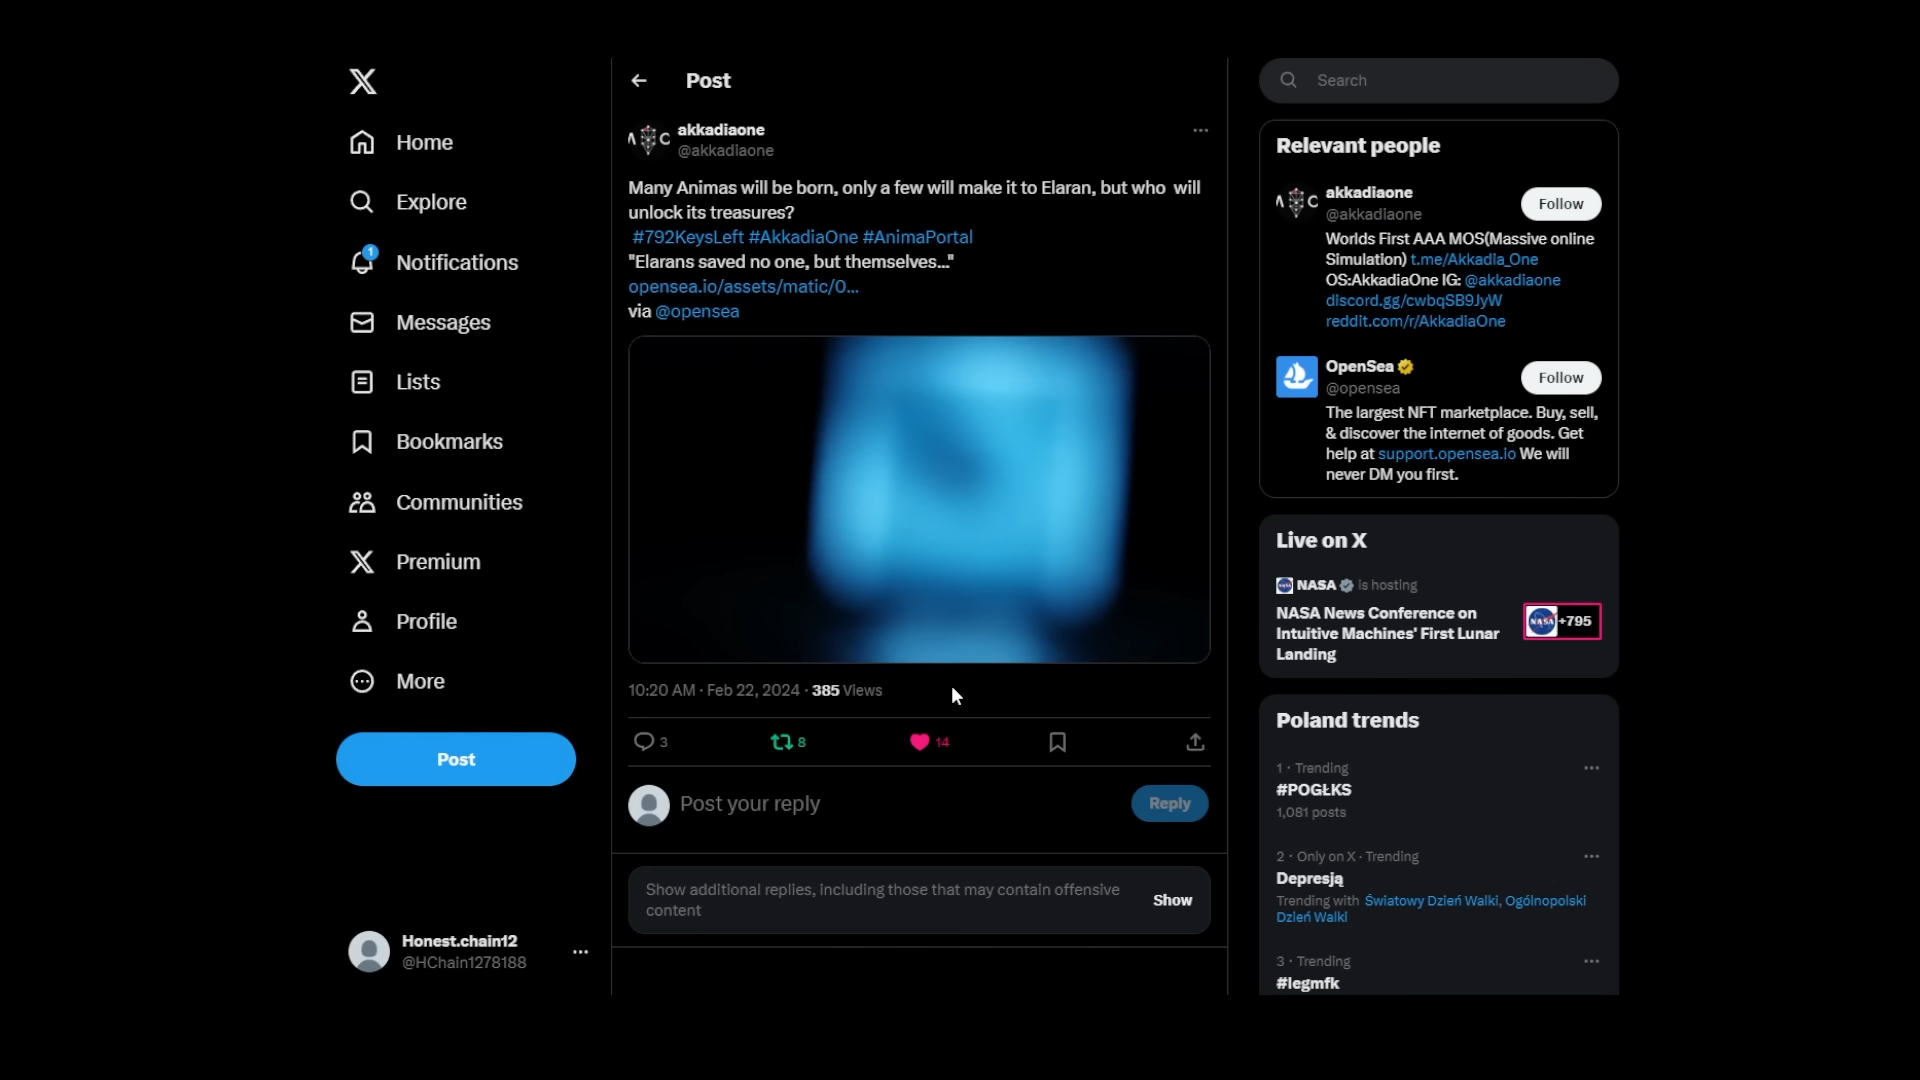 Home
Explore
1
Notifications
Messages
Lists
Bookmarks
Communities
Premium
Profile
More
Post
Honest.chain12
@HChain1278188
Post
akkadiaone
@akkadiaone
Many Animas will be born, only a few will make it to Elaran, but who will
unlock its treasures?
#792KeysLeft #AkkadiaOne #AnimaPortal
"Elarans saved no one, but themselves..."
opensea.io/assets/matic/0...
via @opensea
10:20 AM · Feb 22, 2024 · 385 Views
3
8
14
Post your reply
Reply
Show additional replies, including those that may contain offensive
content
Show
Search
Relevant people
akkadiaone
@akkadiaone
Follow
Worlds First AAA MOS(Massive online
Simulation) t.me/Akkadia_One
OS:AkkadiaOne IG: @akkadiaone
discord.gg/cwbqSB9JyW
reddit.com/r/AkkadiaOne
OpenSea
@opensea
Follow
The largest NFT marketplace. Buy, sell,
& discover the internet of goods. Get
help at support.opensea.io We will
never DM you first.
Live on X
NASA is hosting
NASA News Conference on
Intuitive Machines' First Lunar
Landing
NASA +795
Poland trends
1 · Trending
#POGŁKS
1,081 posts
2 · Only on X · Trending
Depresją
Trending with Światowy Dzień Walki, Ogólnopolski
Dzień Walki
3 · Trending
#legmfk